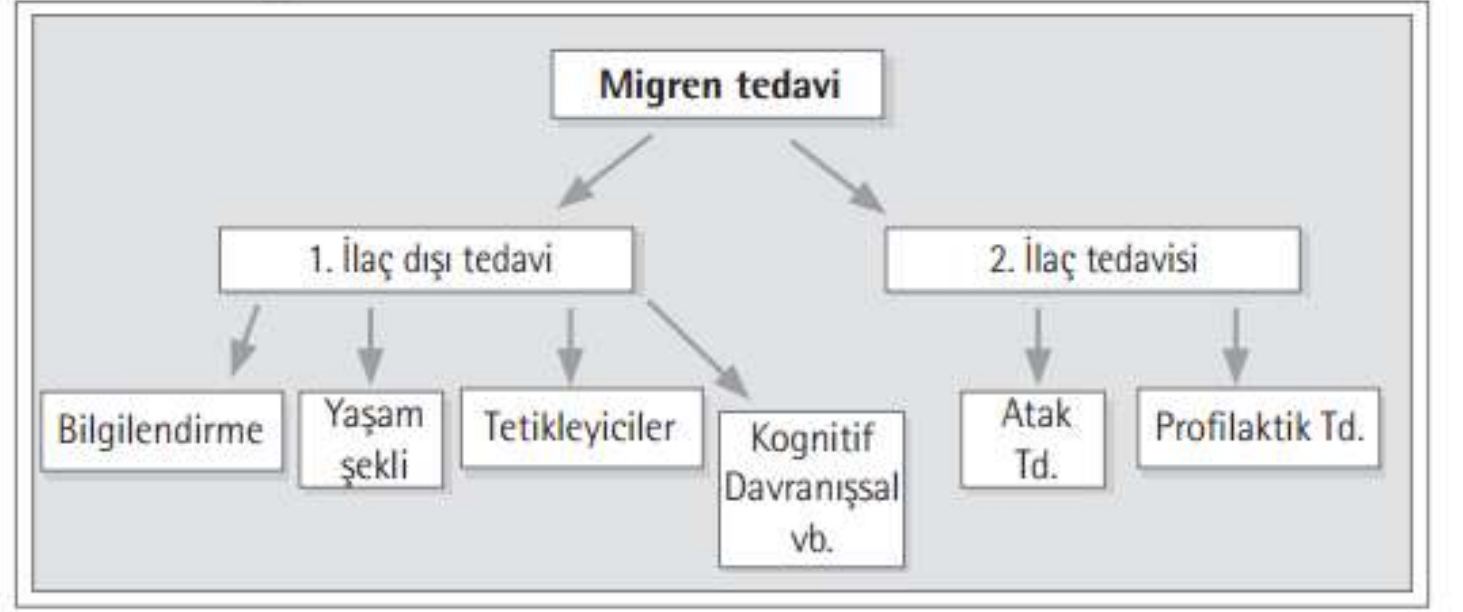 Migren tedavi
1. İlaç dışı tedavi
2. İlaç tedavisi
Bilgilendirme
Yaşam
şekli
Tetikleyiciler
Kognitif
Davranışsal
vb.
Atak
Td.
Profilaktik Td.